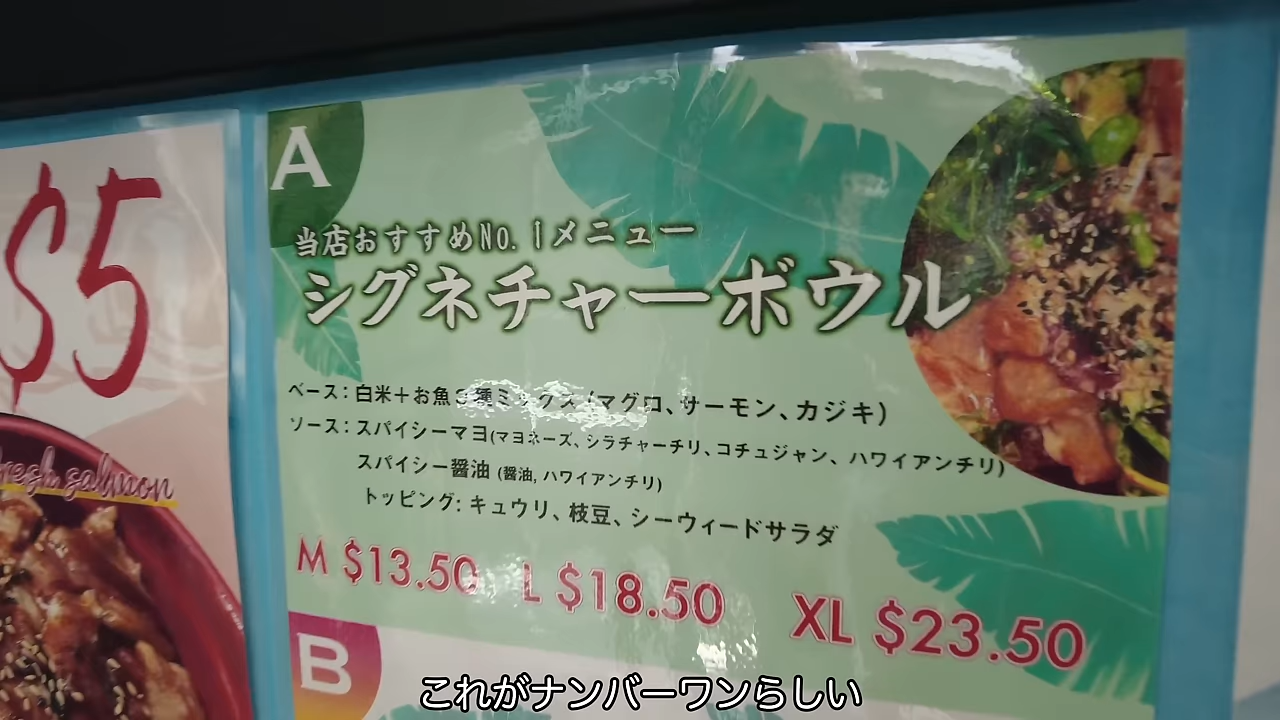 $5
fresh salmon
A
当店おすすめNo.1メニュー
シグネチャーボウル
ベース：白米＋お魚3種ミックス（マグロ、サーモン、カジキ）
ソース：スパイシーマヨ(マヨネーズ、シラチャーチリ、コチュジャン、ハワイアンチリ)
スパイシー醤油 (醤油, ハワイアンチリ)
トッピング: キュウリ、枝豆、シーウィードサラダ
M $13.50 L $18.50 XL $23.50
B
これがナンバーワンらしい